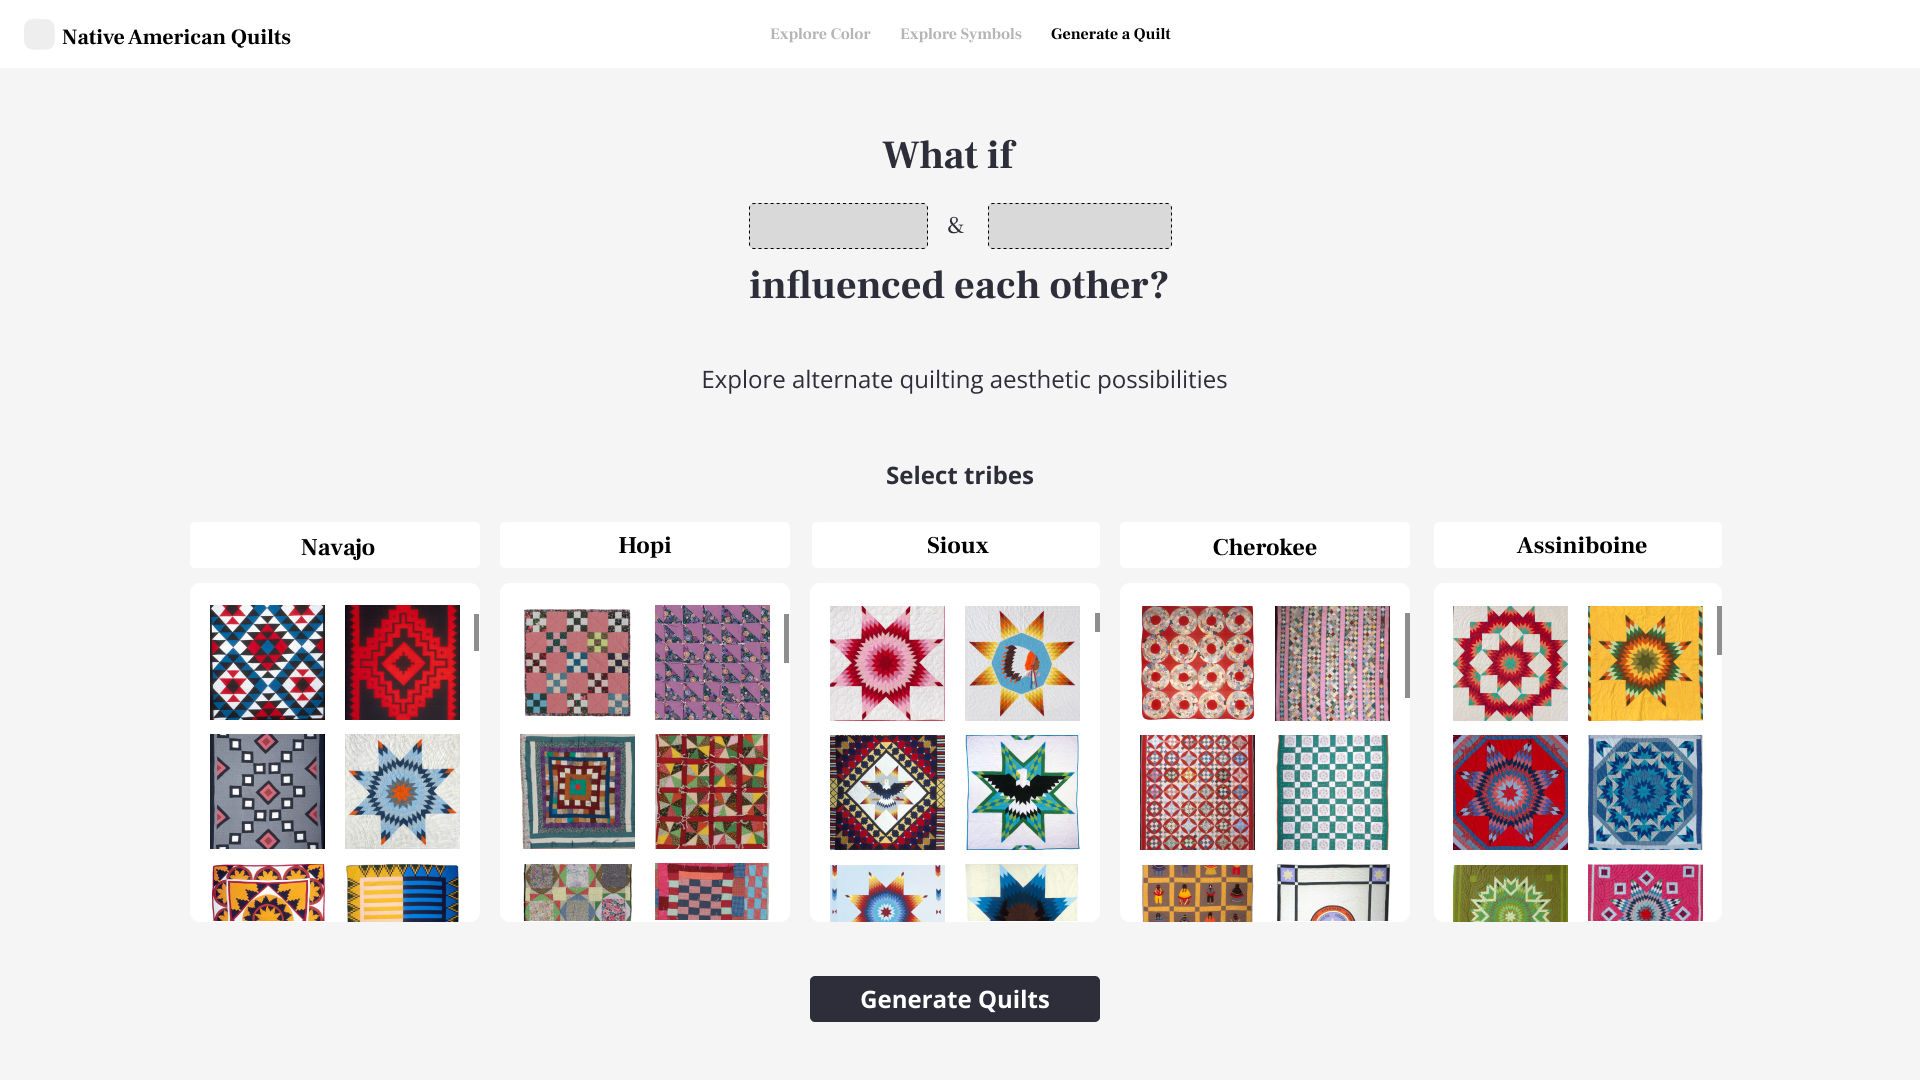 Native American Quilts
Explore Color
Explore Symbols
Generate a Quilt
What if
&
influenced each other?
Explore alternate quilting aesthetic possibilities
Select tribes
Navajo
Hopi
Sioux
Cherokee
Assiniboine
Generate Quilts